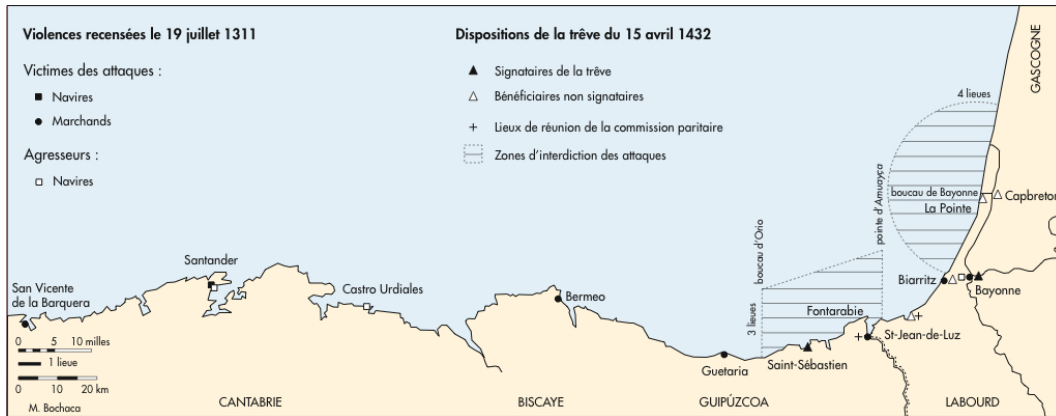 Violences recensées le 19 juillet 1311
Victimes des attaques :
Navires
Marchands
Agresseurs :
Navires
Dispositions de la trêve du 15 avril 1432
Signataires de la trêve
Bénéficiaires non signataires
Lieux de réunion de la commission paritaire
Zones d'interdiction des attaques
GASCOGNE
4 lieues
boucau de Bayonne
La Pointe
Capbreton
pointe d'Amuayça
boucau d'Orio
3 lieues
Biarritz
Bayonne
Fontarabie
St-Jean-de-Luz
Saint-Sébastien
Guetaria
Bermeo
Castro Urdiales
Santander
San Vicente
de la Barquera
0 5 10 milles
1 lieue
0 10 20 km
M. Bochaca
CANTABRIE
BISCAYE
GUIPÚZCOA
LABOURD